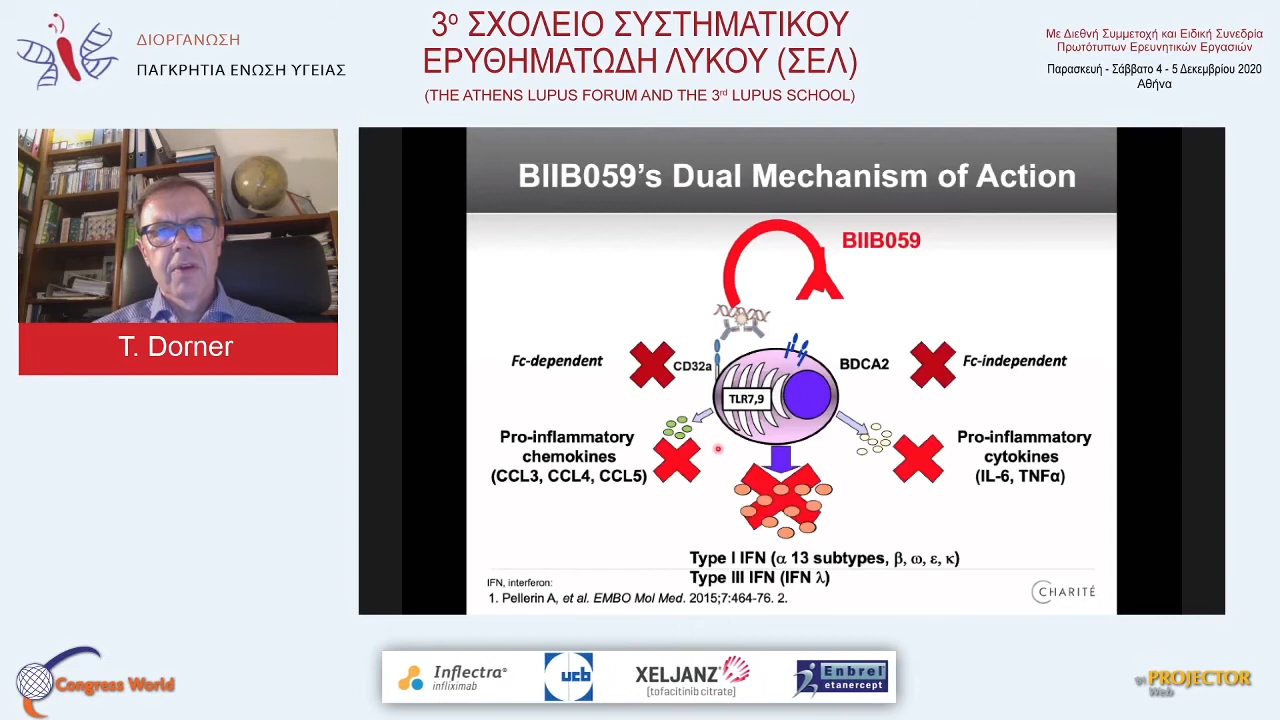 ΔΙΟΡΓΑΝΩΣΗ
ΠΑΓΚΡΗΤΙΑ ΕΝΩΣΗ ΥΓΕΙΑΣ
3ο ΣΧΟΛΕΙΟ ΣΥΣΤΗΜΑΤΙΚΟΥ
ΕΡΥΘΗΜΑΤΩΔΗ ΛΥΚΟΥ (ΣΕΛ)
(THE ATHENS LUPUS FORUM AND THE 3rd LUPUS SCHOOL)
Με Διεθνή Συμμετοχή και Ειδική Συνεδρία
Πρωτότυπων Ερευνητικών Εργασιών
Παρασκευή - Σάββατο 4 - 5 Δεκεμβρίου 2020
Αθήνα
T. Dorner
BIIB059's Dual Mechanism of Action
BIIB059
Fc-dependent
CD32a
BDCA2
Fc-independent
TLR7,9
Pro-inflammatory
chemokines
(CCL3, CCL4, CCL5)
Pro-inflammatory
cytokines
(IL-6, TNFα)
Type I IFN (α 13 subtypes, β, ω, ε, κ)
Type III IFN (IFN λ)
IFN, interferon:
1. Pellerin A, et al. EMBO Mol Med. 2015;7:464-76. 2.
CHARITÉ
Congress World
Inflectra
infliximab
ucb
XELJANZ
[tofacitinib citrate]
Enbrel
etanercept
PROJECTOR
Web